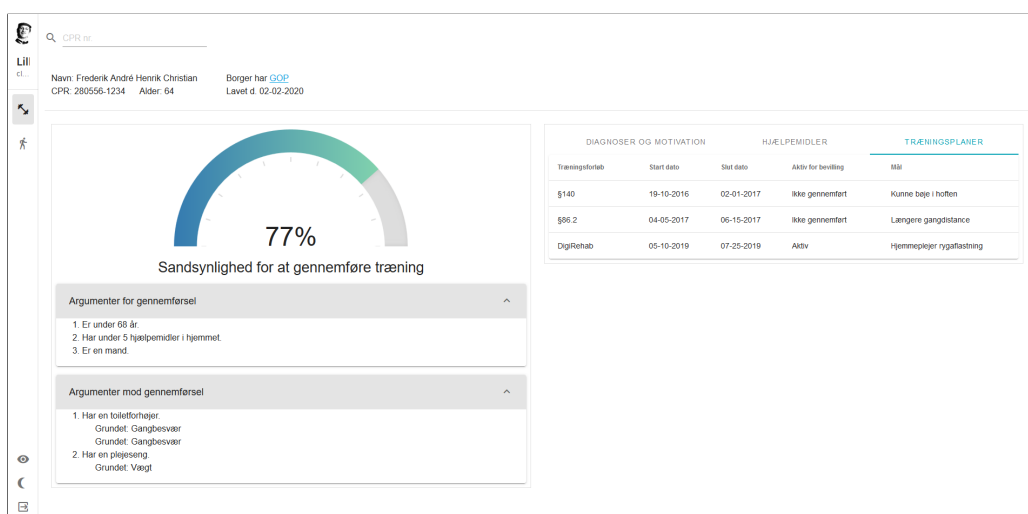 CPR nr.
Lill
cl...
Navn: Frederik André Henrik Christian
Borger har GOP
CPR: 280556-1234 Alder: 64
Lavet d. 02-02-2020
77%
Sandsynlighed for at gennemføre træning
Argumenter for gennemførsel
1. Er under 68 år.
2. Har under 5 hjælpemidler i hjemmet.
3. Er en mand.
Argumenter mod gennemførsel
1. Har en toiletforhøjer.
Grundet: Gangbesvær
Grundet: Gangbesvær
2. Har en plejeseng.
Grundet: Vægt
DIAGNOSER OG MOTIVATION HJÆLPEMIDLER TRÆNINGSPLANER
Træningsforløb Start dato Slut dato Aktiv for bevilling Mål
§140 19-10-2016 02-01-2017 Ikke gennemført Kunne bøje i hoften
§86.2 04-05-2017 06-15-2017 Ikke gennemført Længere gangdistance
DigiRehab 05-10-2019 07-25-2019 Aktiv Hjemmeplejer rygaflastning